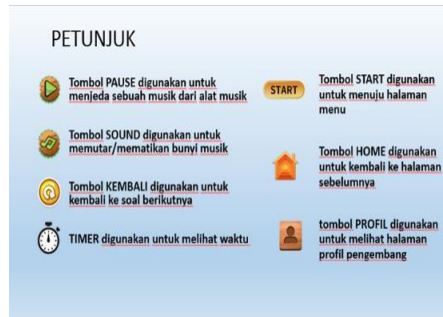 PETUNJUK
Tombol PAUSE digunakan untuk
menjeda sebuah musik dari alat musik
Tombol SOUND digunakan untuk
memutar/mematikan bunyi musik
Tombol KEMBALI digunakan untuk
kembali ke soal berikutnya
TIMER digunakan untuk melihat waktu
START
Tombol START digunakan
untuk menuju halaman
menu
Tombol HOME digunakan
untuk kembali ke halaman
sebelumnya
tombol PROFIL digunakan
untuk melihat halaman
profil pengembang